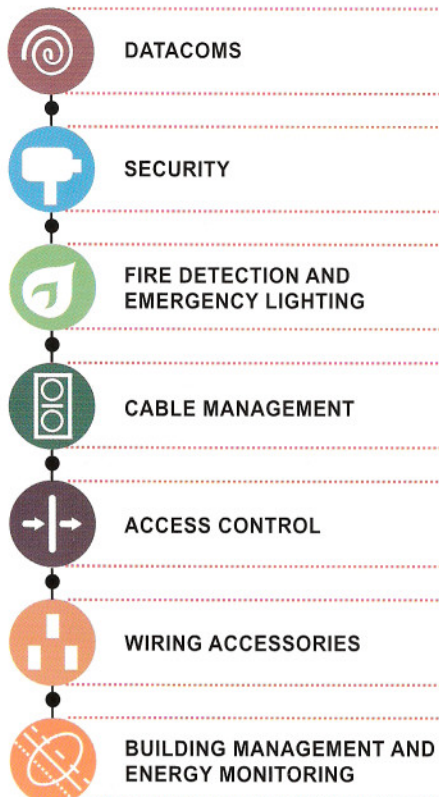 DATACOMS
SECURITY
FIRE DETECTION AND
EMERGENCY LIGHTING
CABLE MANAGEMENT
ACCESS CONTROL
WIRING ACCESSORIES
BUILDING MANAGEMENT AND
ENERGY MONITORING